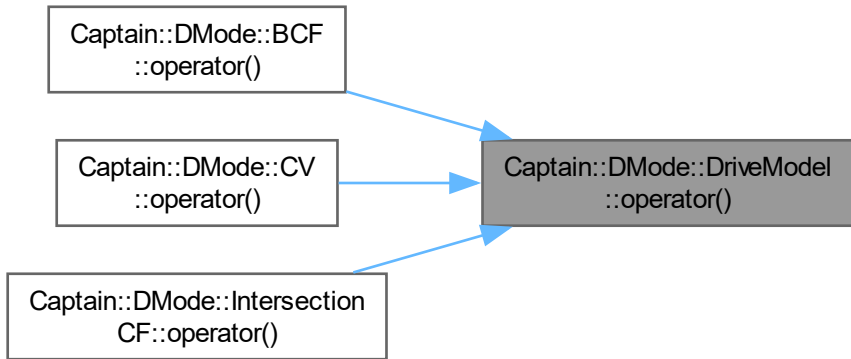 Captain::DMode::BCF
::operator()
Captain::DMode::CV
::operator()
Captain::DMode::DriveModel
::operator()
Captain::DMode::Intersection
CF::operator()